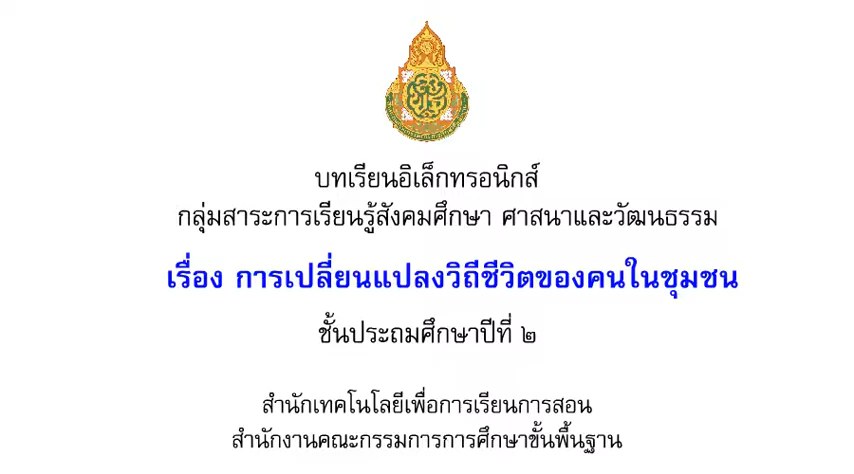 บทเรียนอิเล็กทรอนิกส์
กลุ่มสาระการเรียนรู้สังคมศึกษา ศาสนาและวัฒนธรรม
เรื่อง การเปลี่ยนแปลงวิถีชีวิตของคนในชุมชน
ชั้นประถมศึกษาปีที่ ๒
สำนักเทคโนโลยีเพื่อการเรียนการสอน
สำนักงานคณะกรรมการการศึกษาขั้นพื้นฐาน